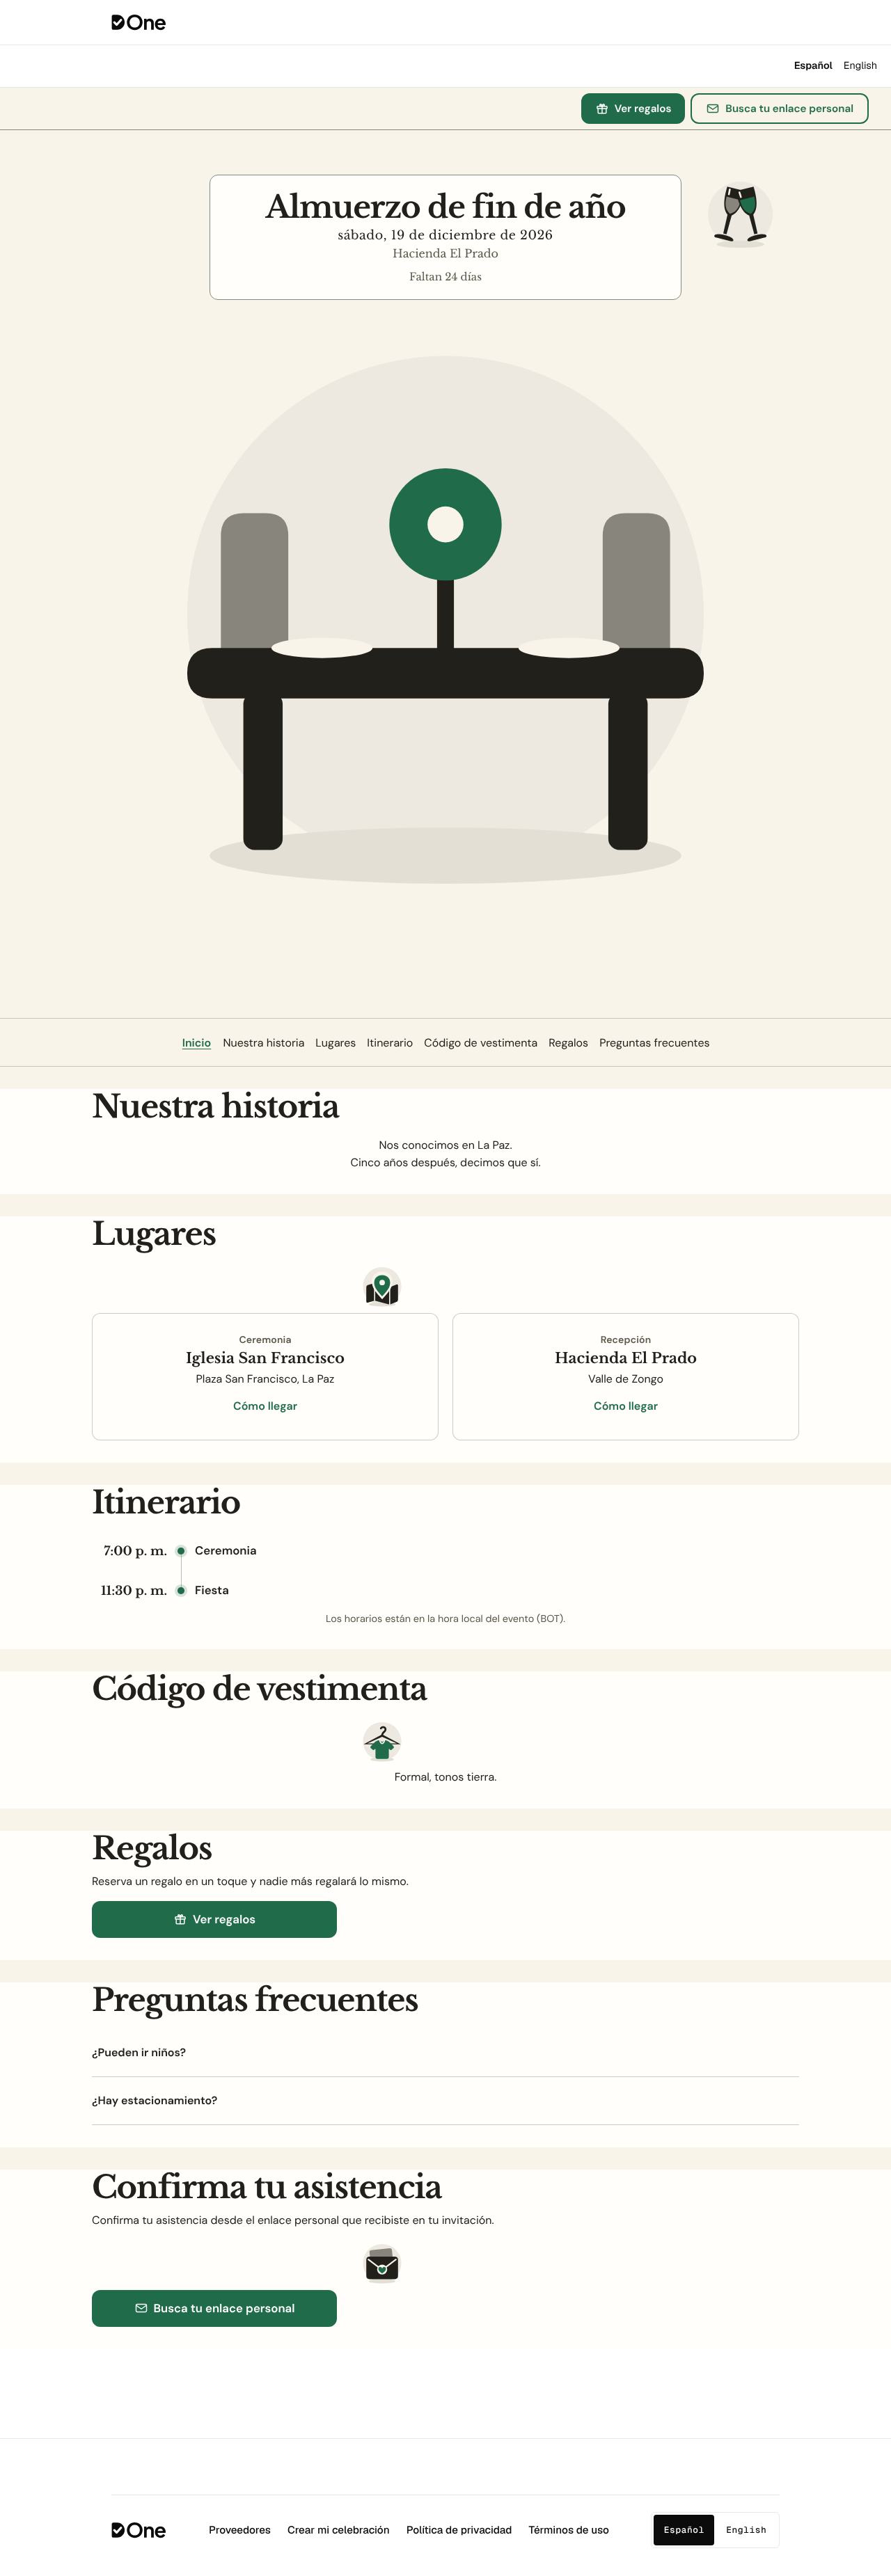 One
Español English
Ver regalos Busca tu enlace personal
Almuerzo de fin de año
sábado, 19 de diciembre de 2026
Hacienda El Prado
Faltan 24 días
Inicio Nuestra historia Lugares Itinerario Código de vestimenta Regalos Preguntas frecuentes
Nuestra historia
Nos conocimos en La Paz.
Cinco años después, decimos que sí.
Lugares
Ceremonia
Iglesia San Francisco
Plaza San Francisco, La Paz
Cómo llegar
Recepción
Hacienda El Prado
Valle de Zongo
Cómo llegar
Itinerario
7:00 p. m. Ceremonia
11:30 p. m. Fiesta
Los horarios están en la hora local del evento (BOT).
Código de vestimenta
Formal, tonos tierra.
Regalos
Reserva un regalo en un toque y nadie más regalará lo mismo.
Ver regalos
Preguntas frecuentes
¿Pueden ir niños?
¿Hay estacionamiento?
Confirma tu asistencia
Confirma tu asistencia desde el enlace personal que recibiste en tu invitación.
Busca tu enlace personal
One Proveedores Crear mi celebración Política de privacidad Términos de uso Español English